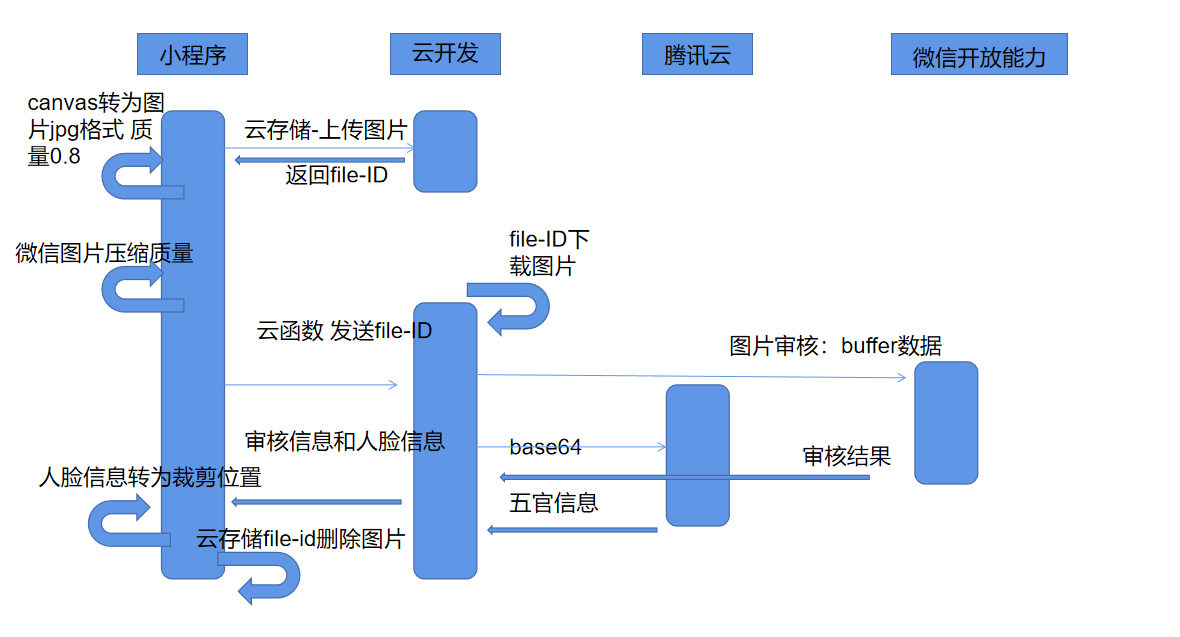 小程序
云开发
腾讯云
微信开放能力
canvas转为图
片jpg格式 质
量0.8
云存储-上传图片
返回file-ID
微信图片压缩质量
file-ID下
载图片
云函数 发送file-ID
图片审核：buffer数据
审核信息和人脸信息
base64
审核结果
人脸信息转为裁剪位置
五官信息
云存储file-id删除图片